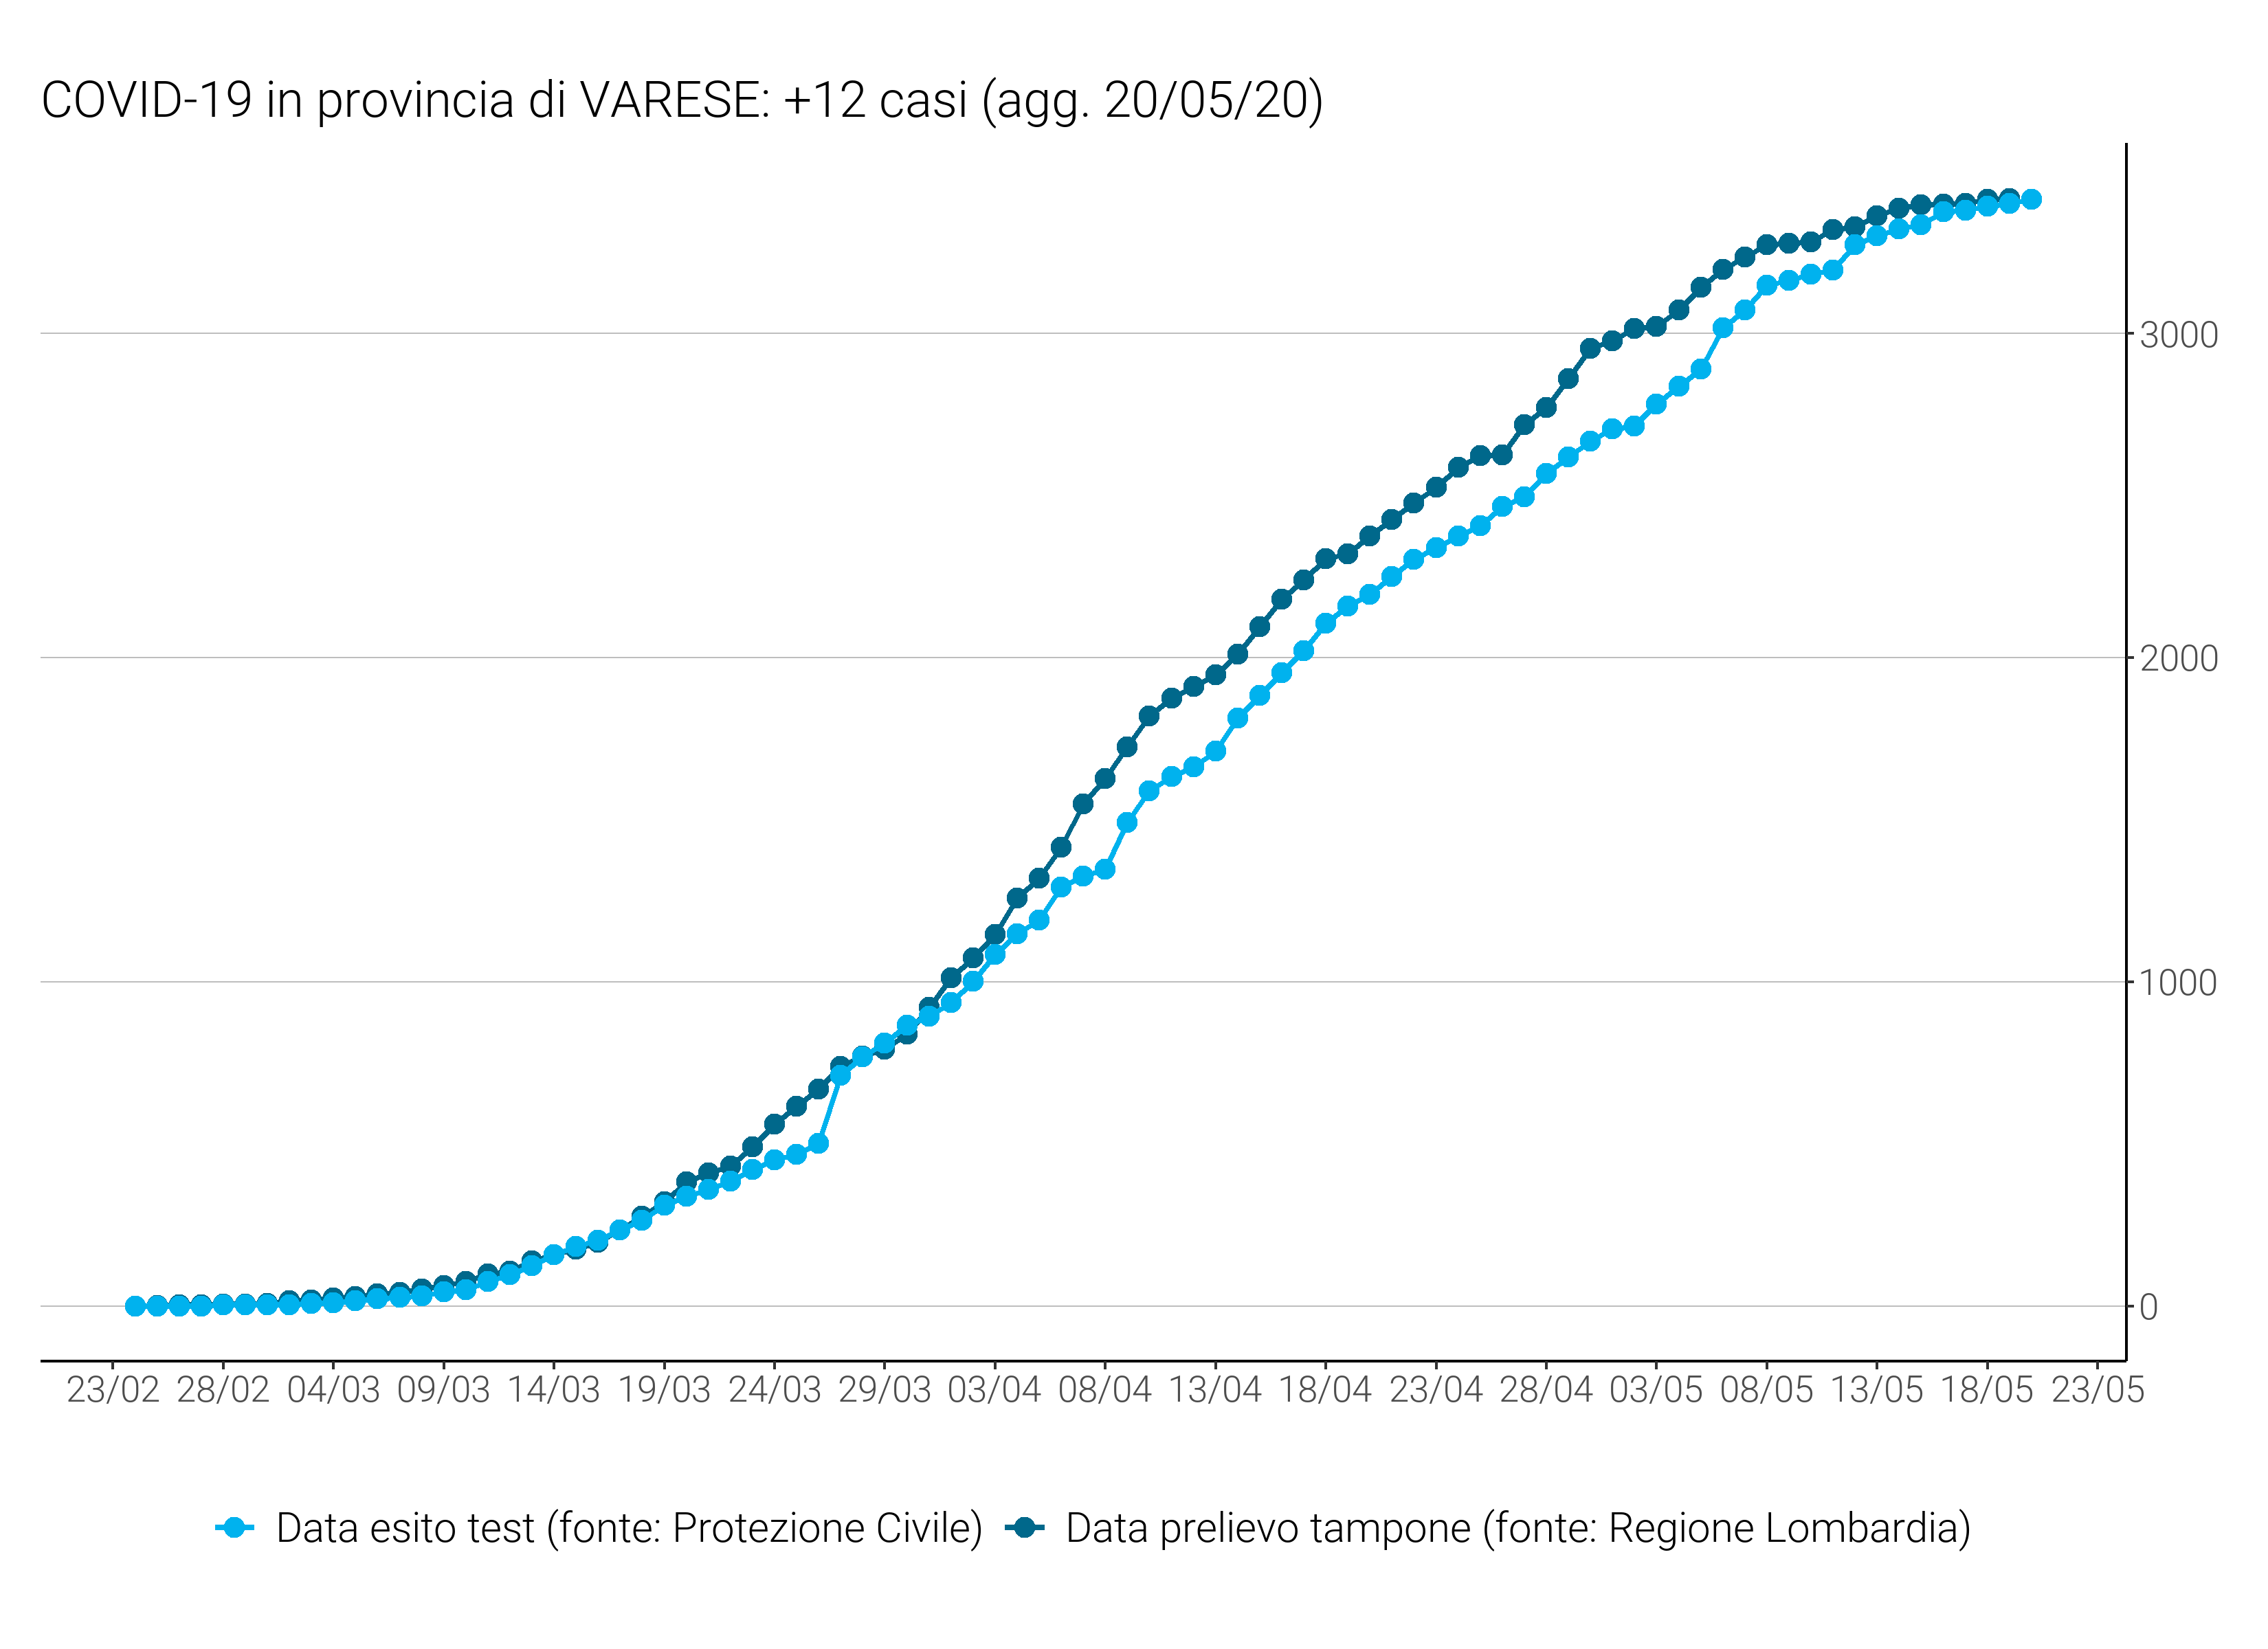 COVID-19 in provincia di VARESE: +12 casi (agg. 20/05/20)
3000
2000
1000
0
23/02 28/02 04/03 09/03 14/03 19/03 24/03 29/03 03/04 08/04 13/04 18/04 23/04 28/04 03/05 08/05 13/05 18/05 23/05
Data esito test (fonte: Protezione Civile) Data prelievo tampone (fonte: Regione Lombardia)